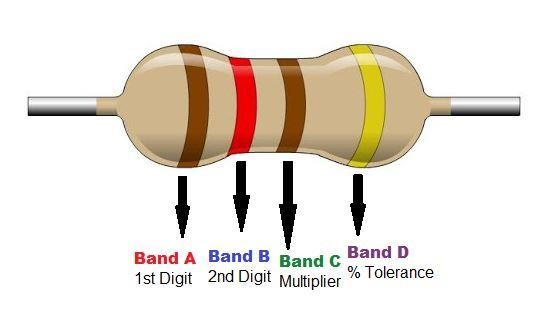 Band A
1st Digit
Band B
2nd Digit
Band C
Multiplier
Band D
% Tolerance